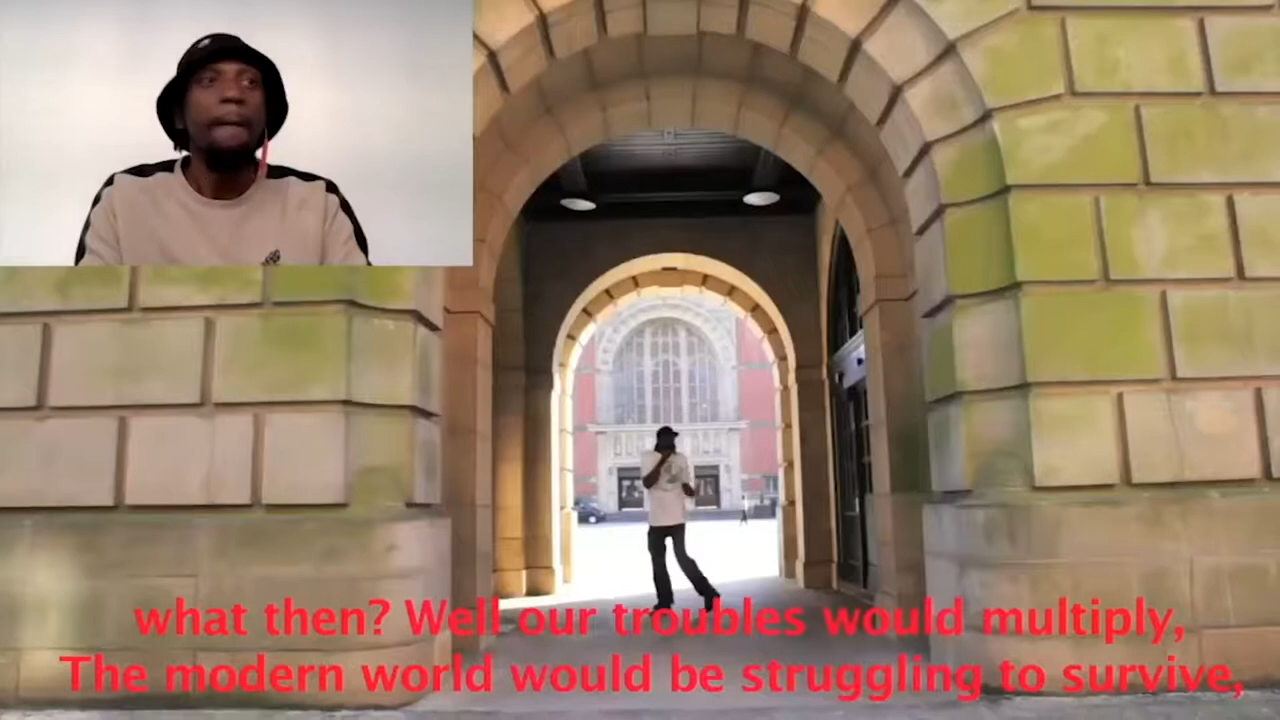 what then? Well our troubles would multiply,
The modern world would be struggling to survive,